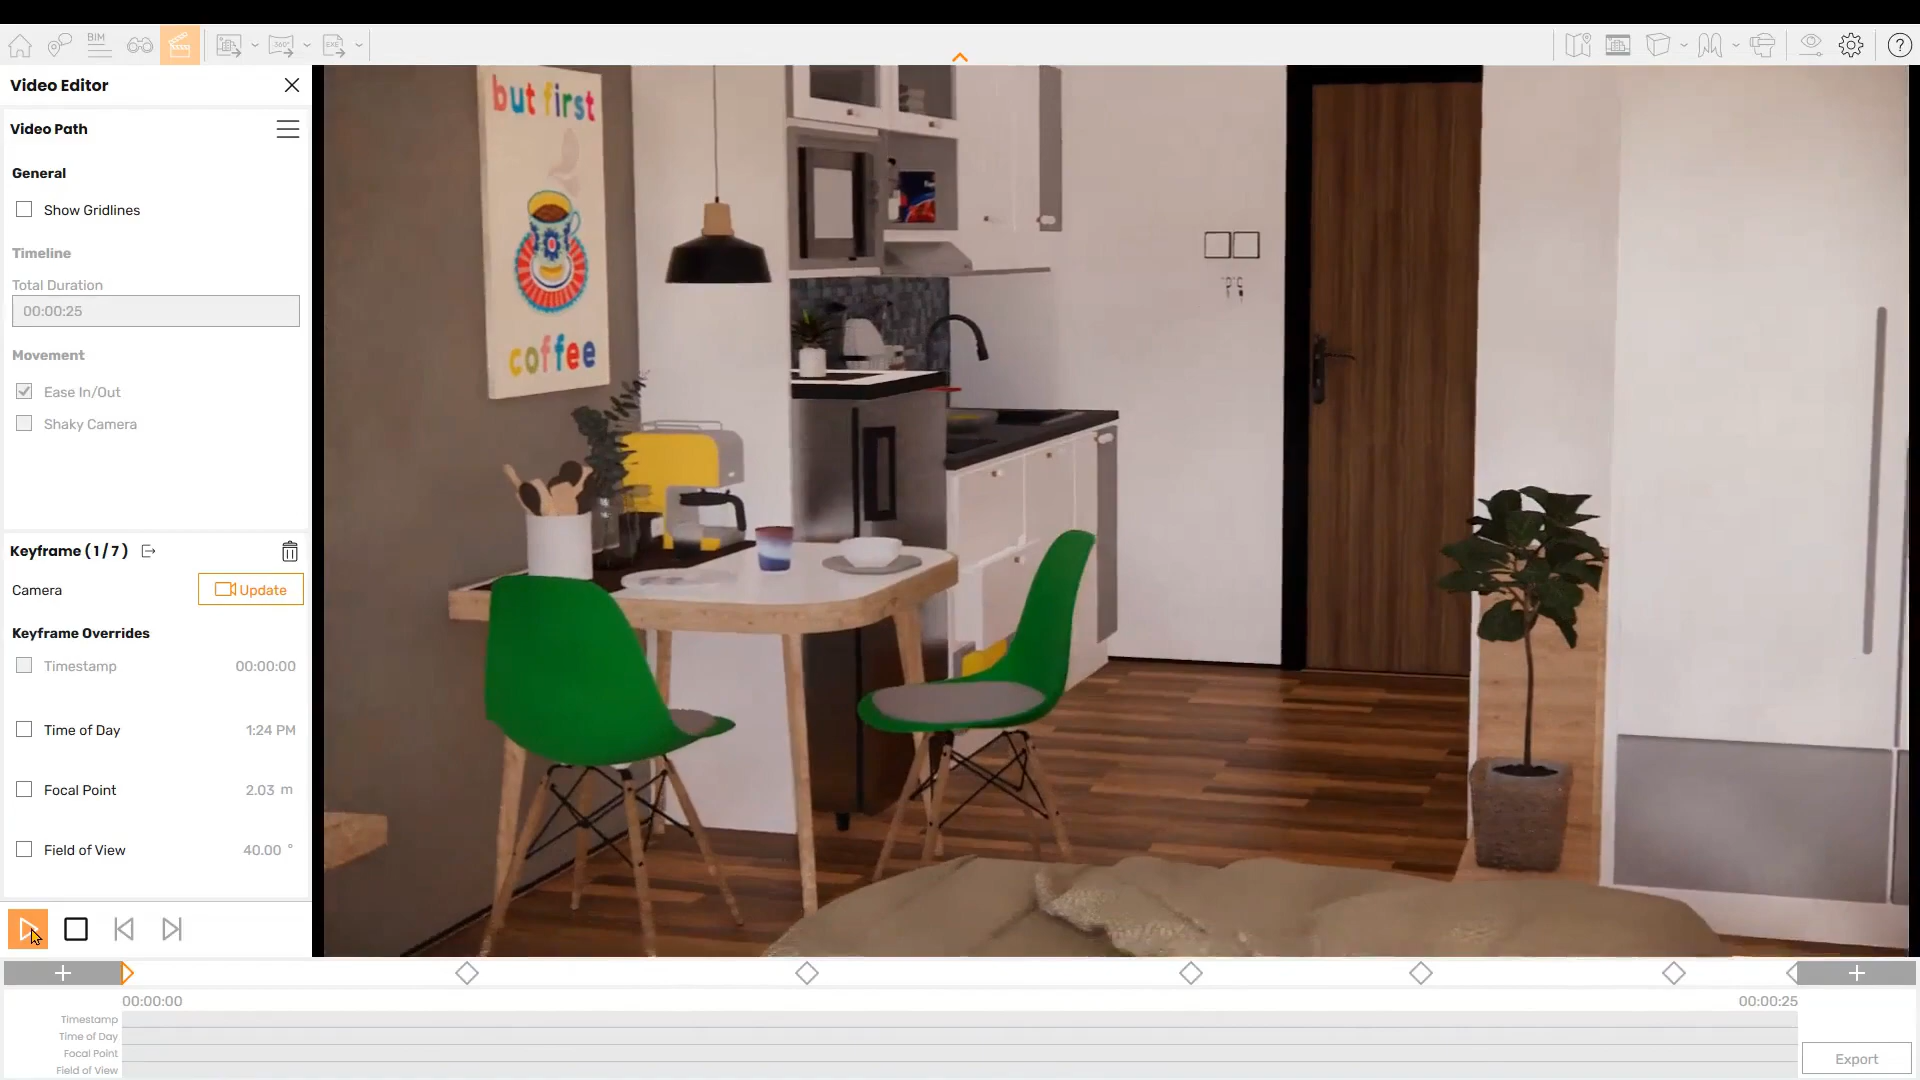 BIM
360°
EXE
?
Video Editor
Video Path
General
Show Gridlines
Timeline
Total Duration
00:00:25
Movement
Ease In/Out
Shaky Camera
Keyframe ( 1 / 7 )
Camera
Update
Keyframe Overrides
Timestamp 00:00:00
Time of Day 1:24 PM
Focal Point 2.03 m
Field of View 40.00 °
but first
coffee
00:00:00
00:00:25
Timestamp
Time of Day
Focal Point
Field of View
Export